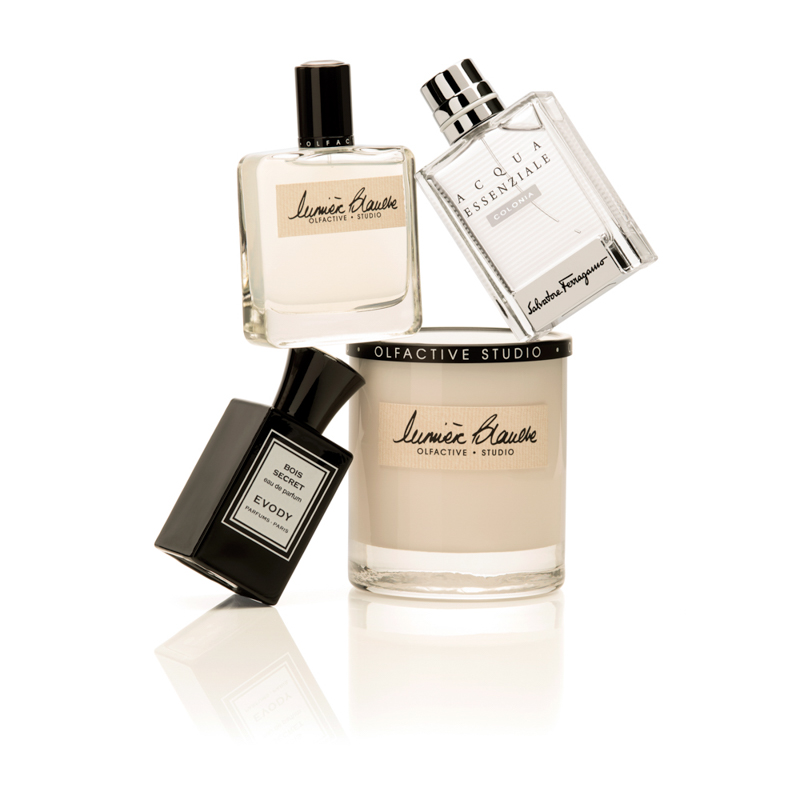 OLFAC
lumière Blanche
OLFACTIVE • STUDIO
ACQUA
ESSENZIALE
COLONIA
Salvatore Ferragamo
• OLFACTIVE STUDIO •
lumière Blanche
OLFACTIVE • STUDIO
BOIS
SECRET
eau de parfum
EVODY
PARFUMS - PARIS